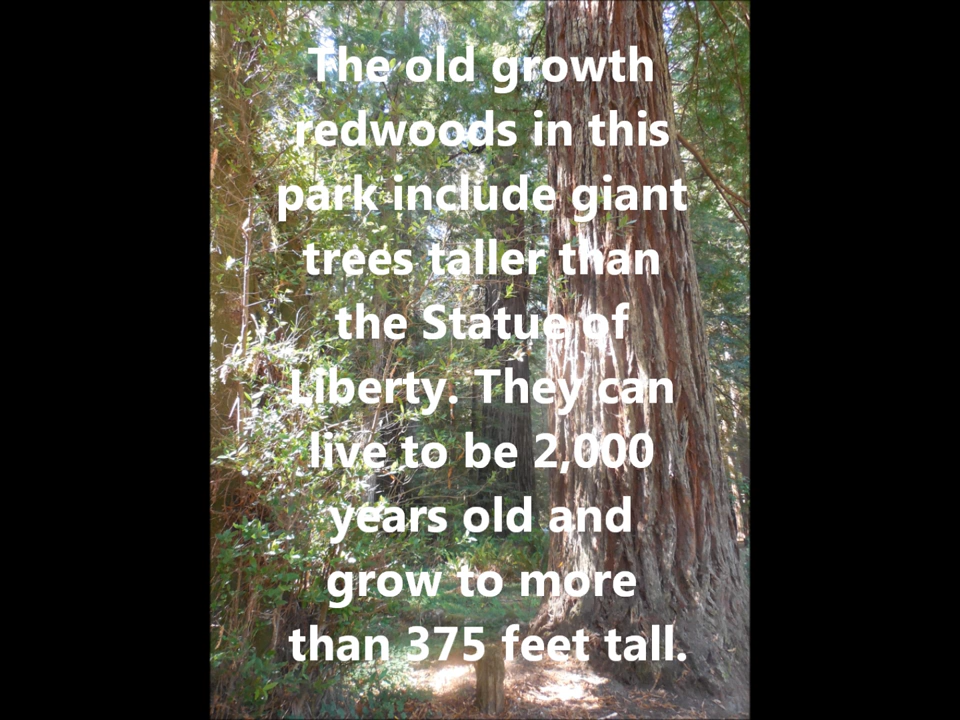 The old growth
redwoods in this
park include giant
trees taller than
the Statue of
Liberty. They can
live to be 2,000
years old and
grow to more
than 375 feet tall.